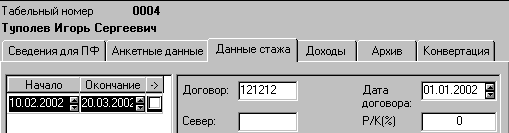 Табельный номер 0004
Туполев Игорь Сергеевич
Сведения для ПФ Анкетные данные Данные стажа Доходы Архив Конвертация
Начало Окончание ->
10.02.2002 20.03.2002
Договор: 121212 Дата договора: 01.01.2002
Север: Р/К(%) 0